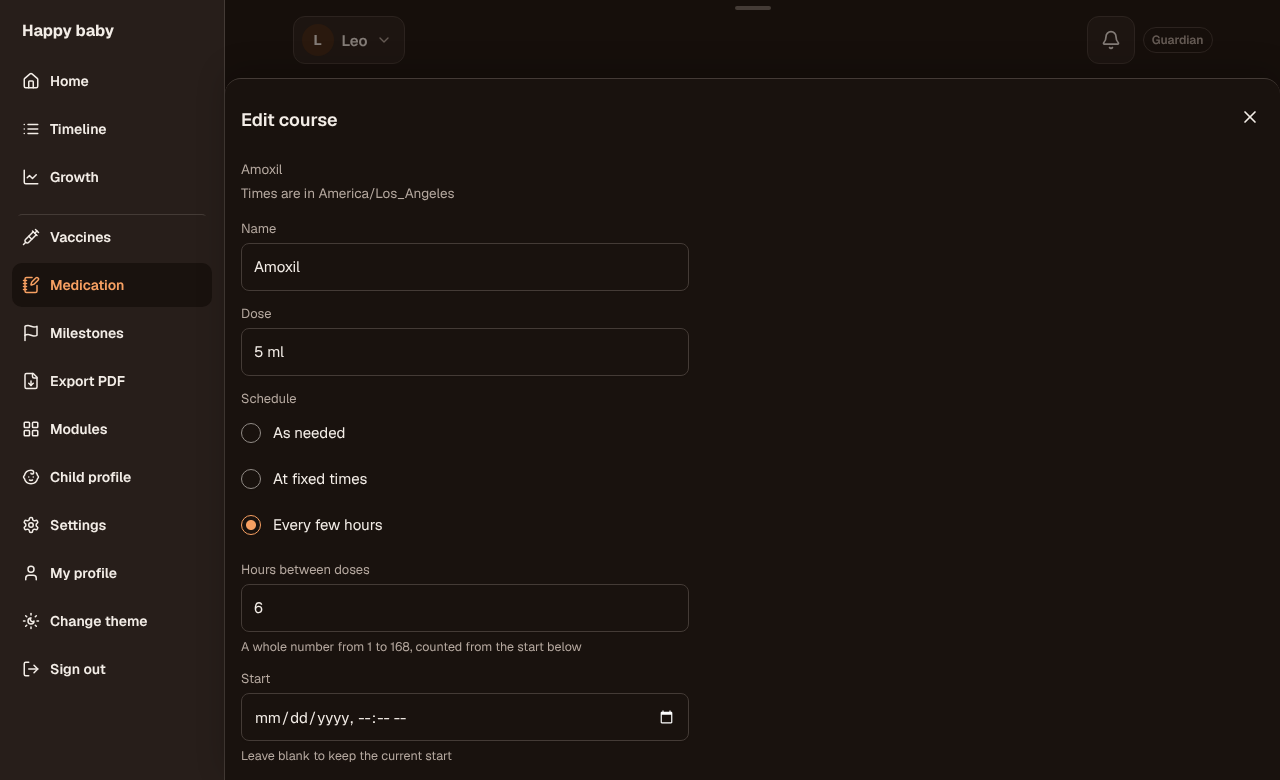 Happy baby
Home
Timeline
Growth
Vaccines
Medication
Milestones
Export PDF
Modules
Child profile
Settings
My profile
Change theme
Sign out
L Leo
Guardian
Edit course
Amoxil
Times are in America/Los_Angeles
Name
Amoxil
Dose
5 ml
Schedule
As needed
At fixed times
Every few hours
Hours between doses
6
A whole number from 1 to 168, counted from the start below
Start
mm/dd/yyyy, --:-- --
Leave blank to keep the current start